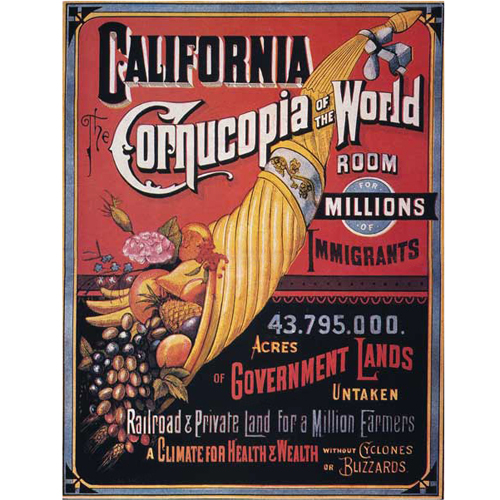 CALIFORNIA
The Cornucopia OF THE World
ROOM
FOR
MILLIONS
OF
IMMIGRANTS
43.795.000.
ACRES
OF GOVERNMENT LANDS
UNTAKEN
Railroad & Private Land for a Million Farmers
A CLIMATE FOR HEALTH & WEALTH WITHOUT CYCLONES
OR BLIZZARDS.